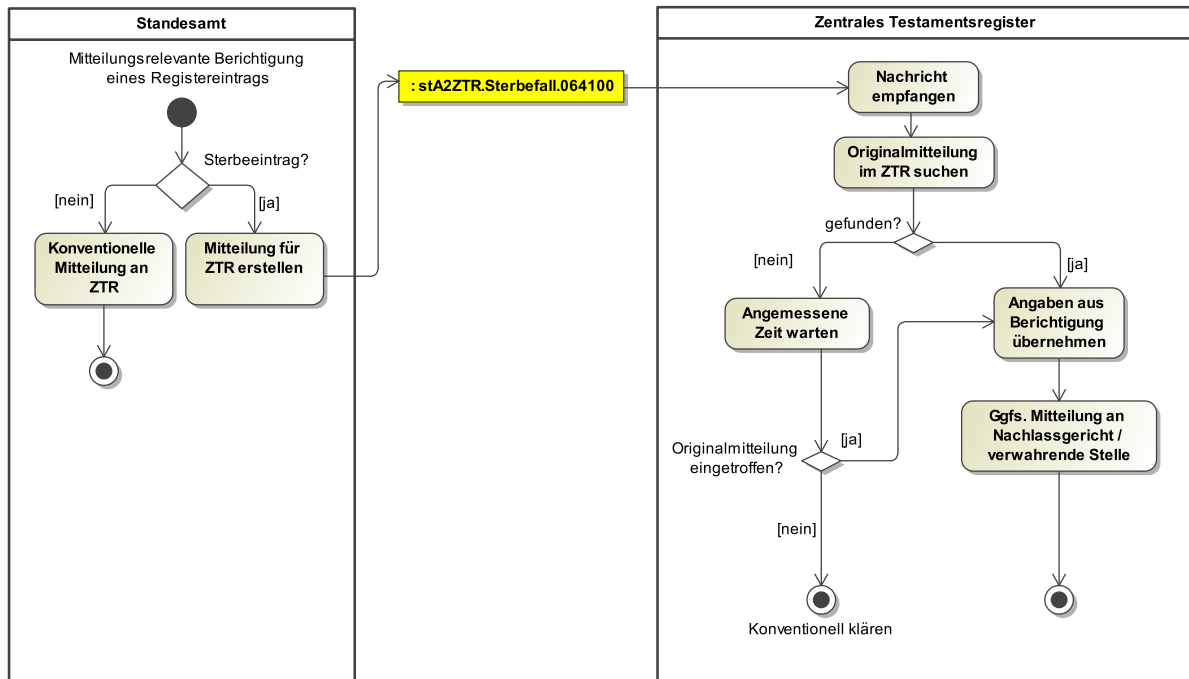 Standesamt
Mitteilungsrelevante Berichtigung
eines Registereintrags
Sterbeeintrag?
[nein]
[ja]
Konventionelle
Mitteilung an
ZTR
Mitteilung für
ZTR erstellen
: stA2ZTR.Sterbefall.064100
Zentrales Testamentsregister
Nachricht
empfangen
Originalmitteilung
im ZTR suchen
gefunden?
[nein]
[ja]
Angemessene
Zeit warten
Angaben aus
Berichtigung
übernehmen
Originalmitteilung
eingetroffen?
[ja]
Ggfs. Mitteilung an
Nachlassgericht /
verwahrende Stelle
[nein]
Konventionell klären